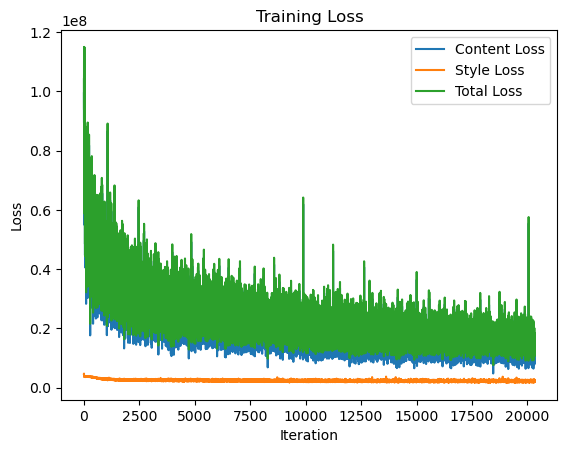 Training Loss
1e8
1.2
1.0
0.8
0.6
0.4
0.2
0.0
Loss
Content Loss
Style Loss
Total Loss
0 2500 5000 7500 10000 12500 15000 17500 20000
Iteration